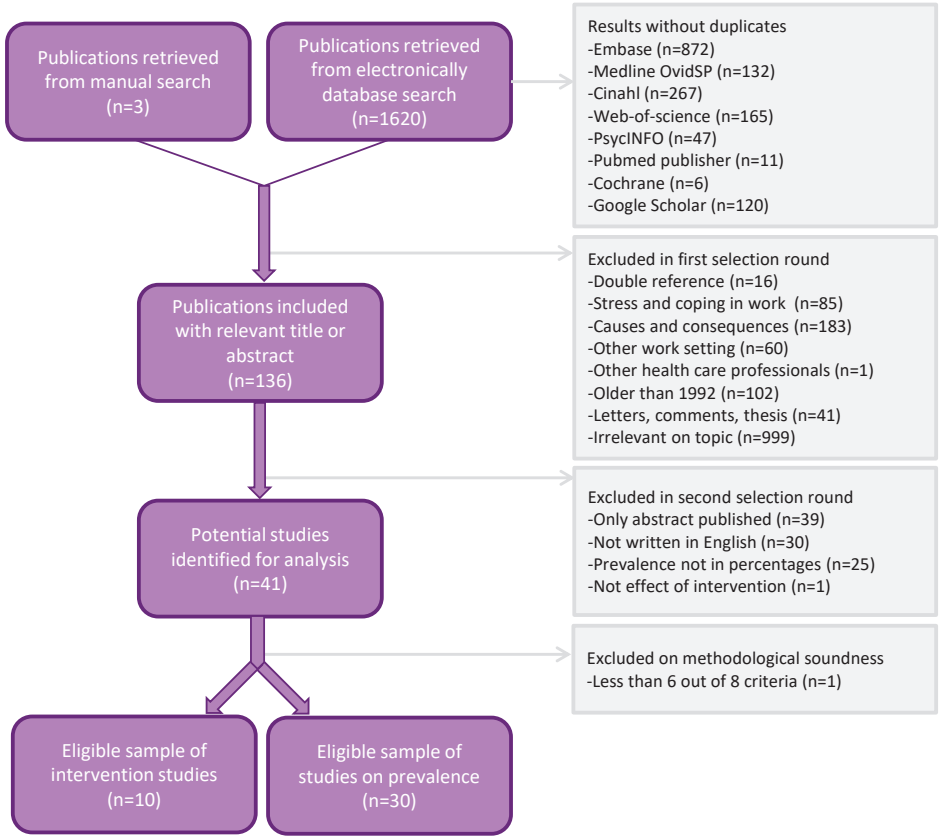 Publications retrieved
from manual search
(n=3)
Publications retrieved
from electronically
database search
(n=1620)
Results without duplicates
-Embase (n=872)
-Medline OvidSP (n=132)
-Cinahl (n=267)
-Web-of-science (n=165)
-PsycINFO (n=47)
-Pubmed publisher (n=11)
-Cochrane (n=6)
-Google Scholar (n=120)
Excluded in first selection round
-Double reference (n=16)
-Stress and coping in work (n=85)
-Causes and consequences (n=183)
-Other work setting (n=60)
-Other health care professionals (n=1)
-Older than 1992 (n=102)
-Letters, comments, thesis (n=41)
-Irrelevant on topic (n=999)
Publications included
with relevant title or
abstract
(n=136)
Excluded in second selection round
-Only abstract published (n=39)
-Not written in English (n=30)
-Prevalence not in percentages (n=25)
-Not effect of intervention (n=1)
Potential studies
identified for analysis
(n=41)
Excluded on methodological soundness
-Less than 6 out of 8 criteria (n=1)
Eligible sample of
intervention studies
(n=10)
Eligible sample of
studies on prevalence
(n=30)